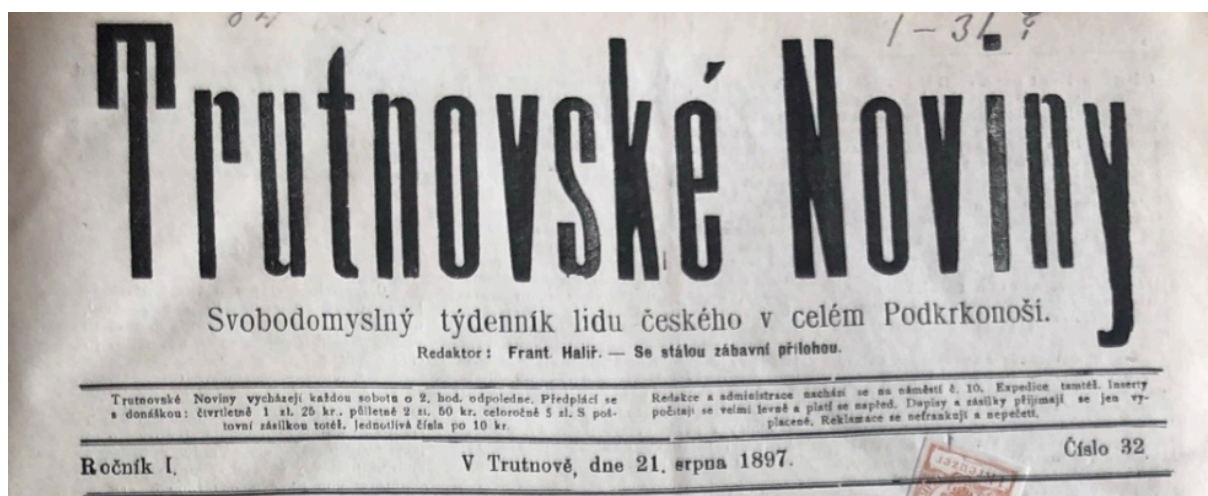 1 – 31.
Trutnovské Noviny
Svobodomyslný týdenník lidu českého v celém Podkrkonoší.
Redaktor: Frant. Halíř. — Se stálou zábavní přílohou.
Trutnovské Noviny vycházejí každou sobotu o 2. hod. odpoledne. Předplácí se
s donáškou: čtvrtletně 1 zl. 25 kr., půlletně 2 zl. 50 kr. celoročně 5 zl. S poš-
tovní zásilkou totéž. Jednotlivá čísla po 10 kr.
Redakce a administrace nachází se na náměstí č. 10. Expedice tamtéž. Inserty
počítají se velmi levně a platí se napřed. Dopisy a zásilky přijímají se jen vy-
placené. Reklamace se nefrankují a nepečetí.
Ročník I.
V Trutnově, dne 21. srpna 1897.
Číslo 32